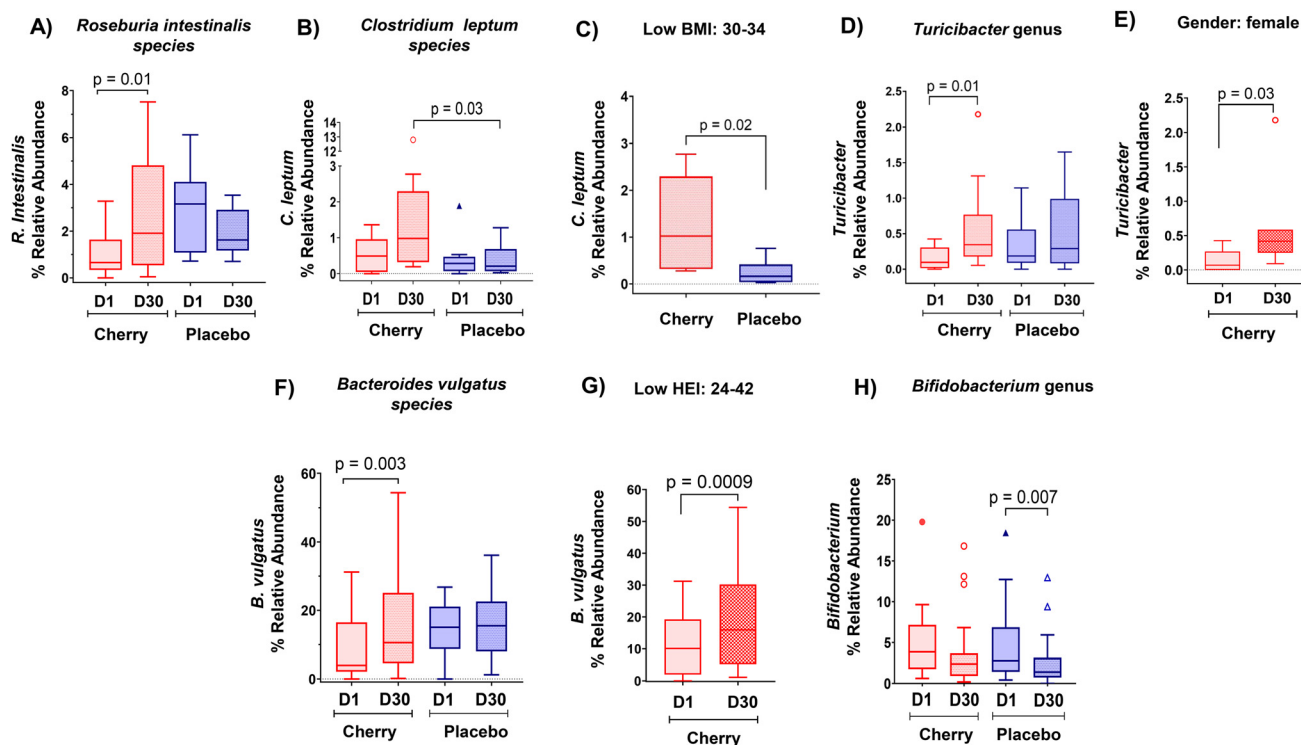 A)
Roseburia intestinalis
species
p = 0.01
R. Intestinalis
% Relative Abundance
8
6
4
2
0
D1 D30 D1 D30
Cherry Placebo
B)
Clostridium leptum
species
p = 0.03
C. leptum
% Relative Abundance
14
13
12
3
2
1
0
D1 D30 D1 D30
Cherry Placebo
C)
Low BMI: 30-34
p = 0.02
C. leptum
% Relative Abundance
4
3
2
1
0
Cherry Placebo
D)
Turicibacter genus
p = 0.01
Turicibacter
% Relative Abundance
2.5
2.0
1.5
1.0
0.5
0.0
D1 D30 D1 D30
Cherry Placebo
E)
Gender: female
p = 0.03
Turicibacter
% Relative Abundance
2.5
2.0
1.5
1.0
0.5
0.0
D1 D30
Cherry
F)
Bacteroides vulgatus
species
p = 0.003
B. vulgatus
% Relative Abundance
60
40
20
0
D1 D30 D1 D30
Cherry Placebo
G)
Low HEI: 24-42
p = 0.0009
B. vulgatus
% Relative Abundance
60
50
40
30
20
10
0
D1 D30
Cherry
H)
Bifidobacterium genus
p = 0.007
Bifidobacterium
% Relative Abundance
25
20
15
10
5
0
D1 D30 D1 D30
Cherry Placebo